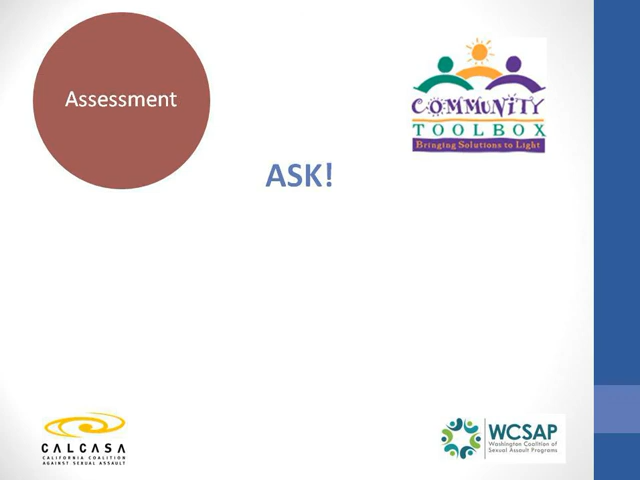 Assessment
COMMUNITY
TOOLBOX
Bringing Solutions to Light
ASK!
CALCASA
CALIFORNIA COALITION
AGAINST SEXUAL ASSAULT
WCSAP
Washington Coalition of
Sexual Assault Programs